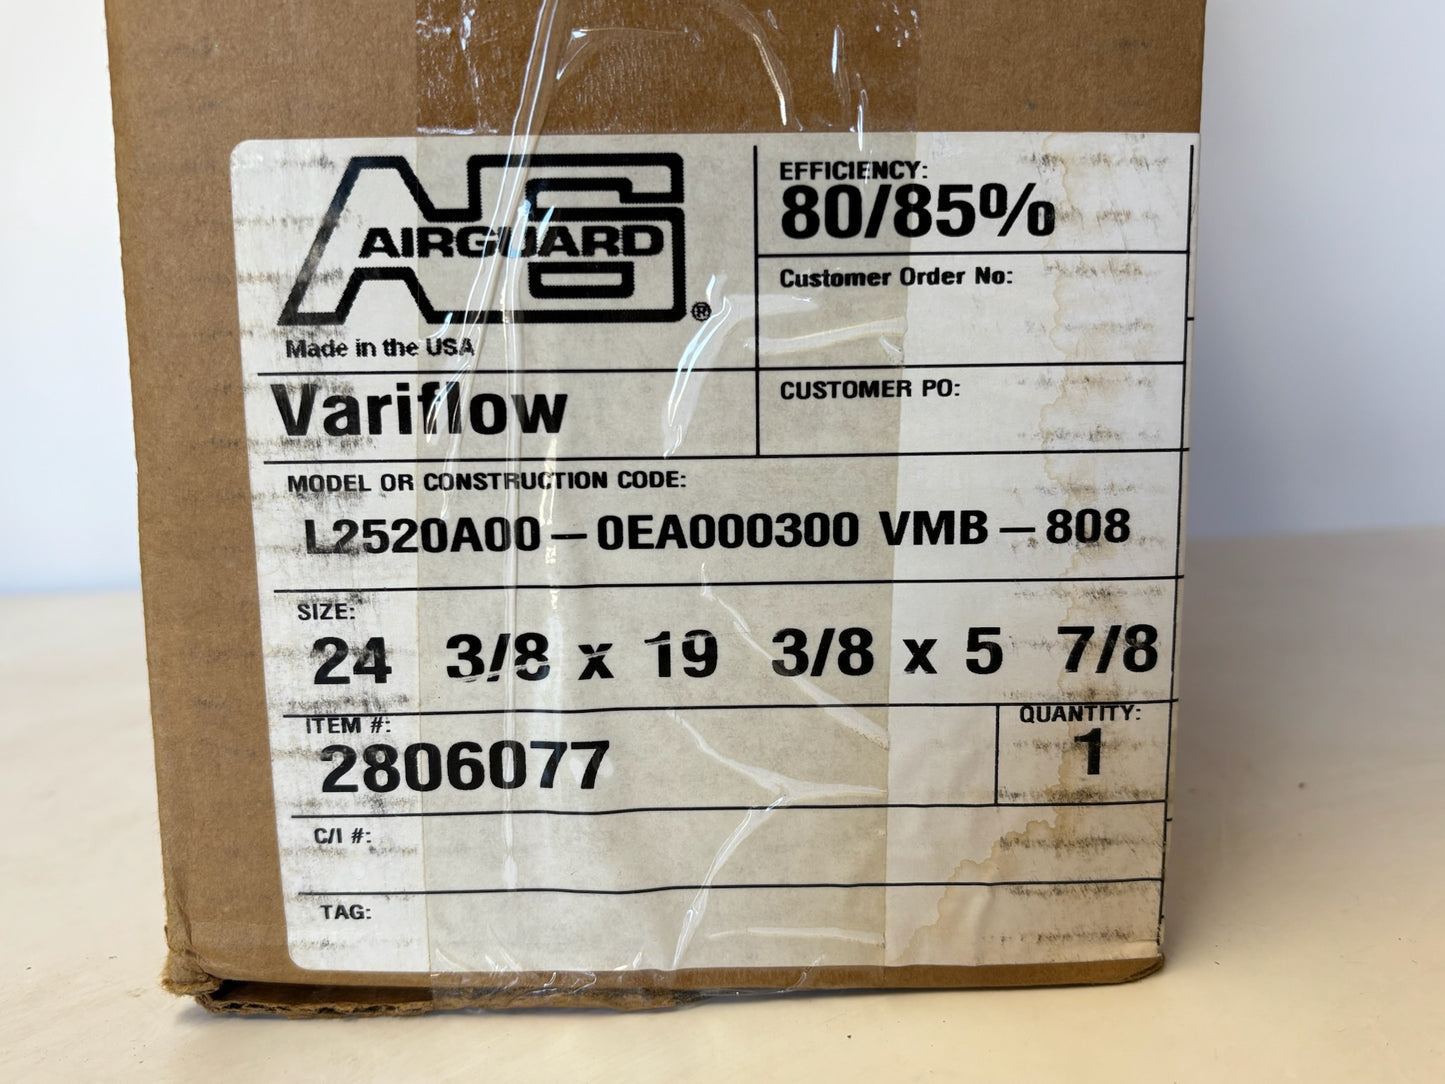 AIRGUARD
®
Made in the USA
EFFICIENCY:
80/85%
Customer Order No:
Variflow
CUSTOMER PO:
MODEL OR CONSTRUCTION CODE:
L2520A00-0EA000300 VMB-808
SIZE:
24 3/8 x 19 3/8 x 5 7/8
ITEM #:
2806077
QUANTITY:
1
C/I #:
TAG: